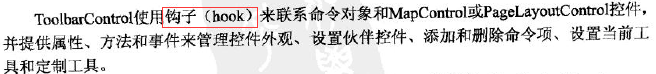 ToolbarControl使用钩子（hook）来联系命令对象和MapControl或PageLayoutControl控件，
并提供属性、方法和事件来管理控件外观、设置伙伴控件、添加和删除命令项、设置当前工
具和定制工具。